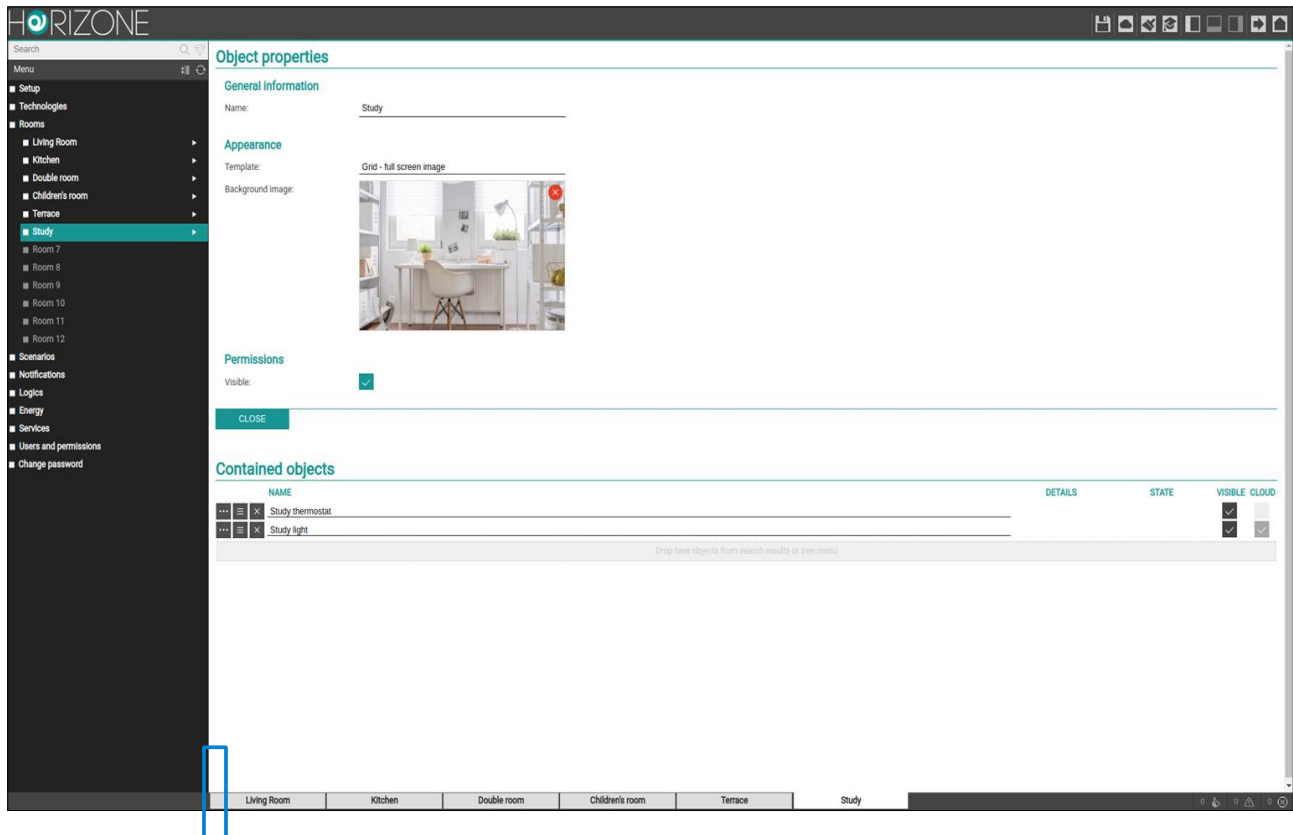 HORIZONE
Search
Menu
Setup
Technologies
Rooms
Living Room
Kitchen
Double room
Children's room
Terrace
Study
Room 7
Room 8
Room 9
Room 10
Room 11
Room 12
Scenarios
Notifications
Logics
Energy
Services
Users and permissions
Change password
Object properties
General information
Name: Study
Appearance
Template: Grid - full screen image
Background image:
Permissions
Visible:
CLOSE
Contained objects
NAME DETAILS STATE VISIBLE CLOUD
Study thermostat
Study light
Drop here objects from search results or tree menu
Living Room Kitchen Double room Children's room Terrace Study
0 0 0